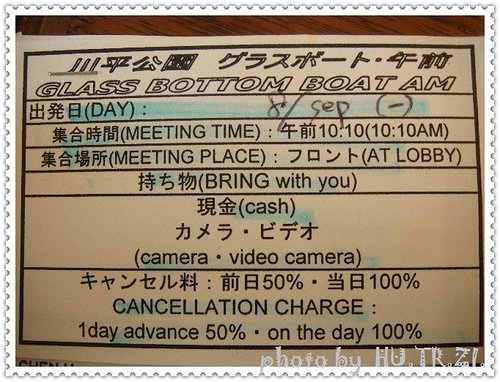 川平公園 グラスボート・午前
GLASS BOTTOM BOAT AM
出発日(DAY): 8/sep (一)
集合時間(MEETING TIME):午前10:10(10:10AM)
集合場所(MEETING PLACE):フロント(AT LOBBY)
持ち物(BRING with you)
現金(cash)
カメラ・ビデオ
(camera・video camera)
キャンセル料:前日50%・当日100%
CANCELLATION CHARGE:
1day advance 50%・on the day 100%
photo by HU.TR.ZI.